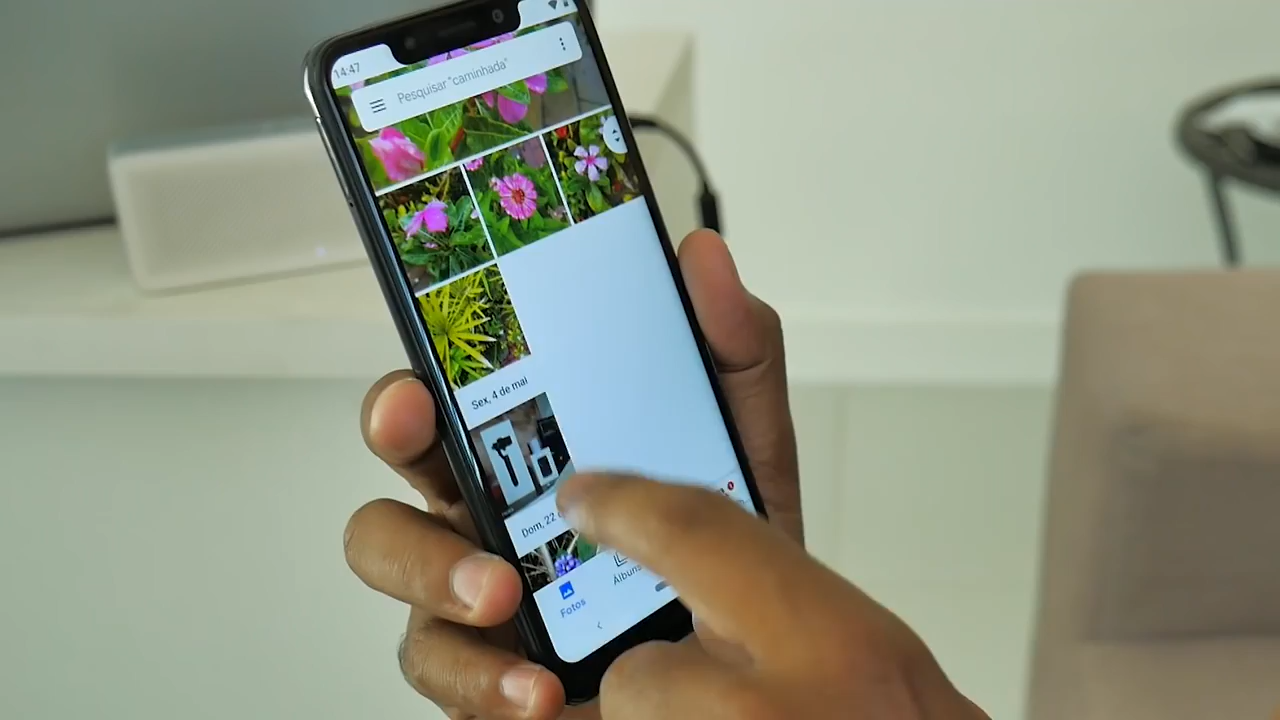 14:47
Pesquisar "caminhada"
Sex, 4 de mai
Dom, 22
Fotos
Álbuns